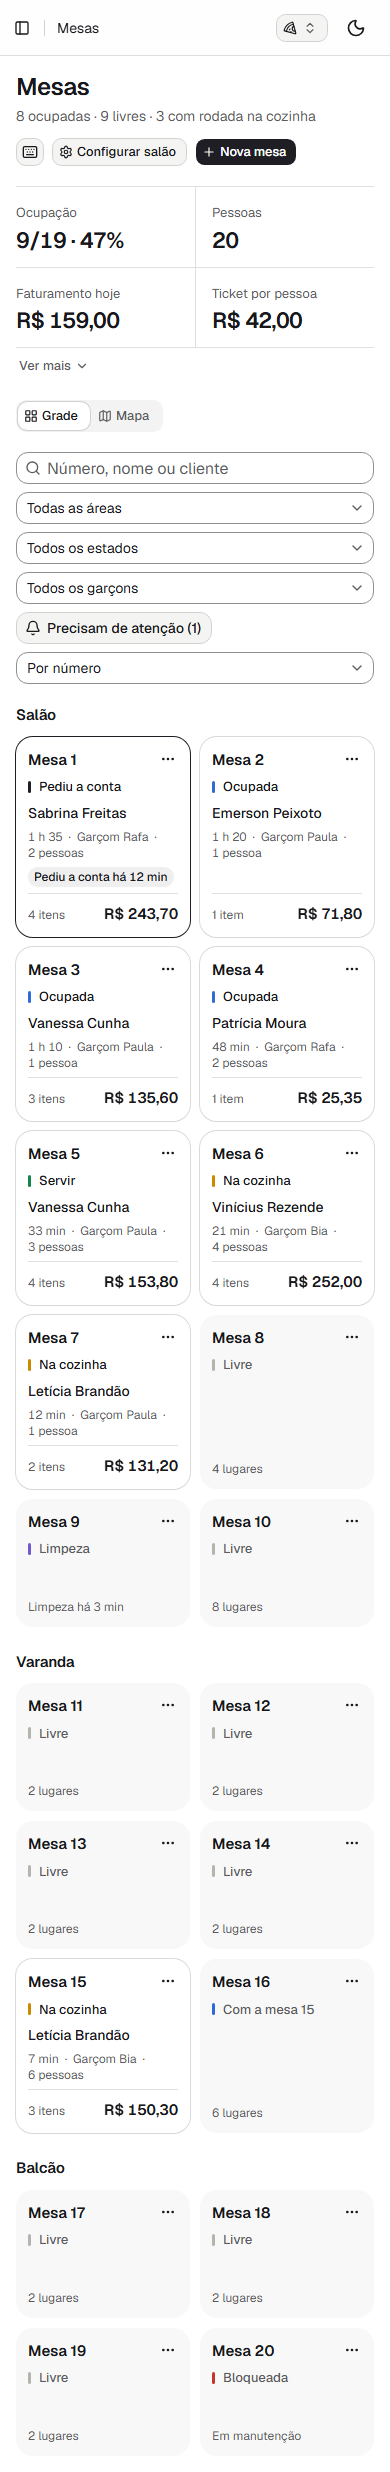 Mesas
Mesas
8 ocupadas · 9 livres · 3 com rodada na cozinha
Configurar salão
Nova mesa
Ocupação
9/19 · 47%
Pessoas
20
Faturamento hoje
R$ 159,00
Ticket por pessoa
R$ 42,00
Ver mais
Grade
Mapa
Número, nome ou cliente
Todas as áreas
Todos os estados
Todos os garçons
Precisam de atenção (1)
Por número
Salão
Mesa 1
Pediu a conta
Sabrina Freitas
1 h 35 · Garçom Rafa ·
2 pessoas
Pediu a conta há 12 min
4 itens
R$ 243,70
Mesa 2
Ocupada
Emerson Peixoto
1 h 20 · Garçom Paula ·
1 pessoa
1 item
R$ 71,80
Mesa 3
Ocupada
Vanessa Cunha
1 h 10 · Garçom Paula ·
1 pessoa
3 itens
R$ 135,60
Mesa 4
Ocupada
Patrícia Moura
48 min · Garçom Rafa ·
2 pessoas
1 item
R$ 25,35
Mesa 5
Servir
Vanessa Cunha
33 min · Garçom Paula ·
3 pessoas
4 itens
R$ 153,80
Mesa 6
Na cozinha
Vinícius Rezende
21 min · Garçom Bia ·
4 pessoas
4 itens
R$ 252,00
Mesa 7
Na cozinha
Letícia Brandão
12 min · Garçom Paula ·
1 pessoa
2 itens
R$ 131,20
Mesa 8
Livre
4 lugares
Mesa 9
Limpeza
Limpeza há 3 min
Mesa 10
Livre
8 lugares
Varanda
Mesa 11
Livre
2 lugares
Mesa 12
Livre
2 lugares
Mesa 13
Livre
2 lugares
Mesa 14
Livre
2 lugares
Mesa 15
Na cozinha
Letícia Brandão
7 min · Garçom Bia ·
6 pessoas
3 itens
R$ 150,30
Mesa 16
Com a mesa 15
6 lugares
Balcão
Mesa 17
Livre
2 lugares
Mesa 18
Livre
2 lugares
Mesa 19
Livre
2 lugares
Mesa 20
Bloqueada
Em manutenção